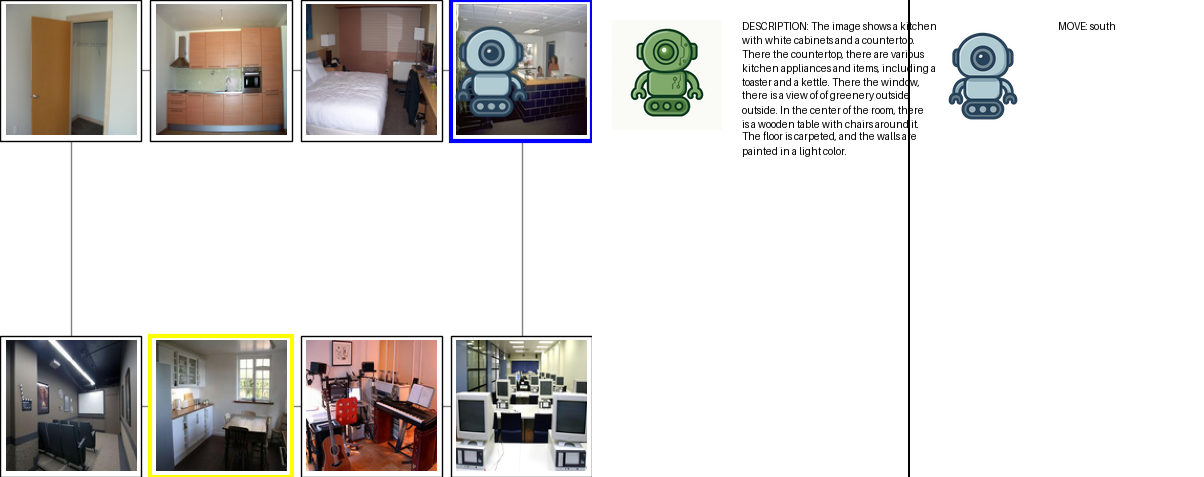 DESCRIPTION: The image shows a kitchen
with white cabinets and a countertop.
There the countertop, there are various
kitchen appliances and items, including a
toaster and a kettle. There the window,
there is a view of of greenery outside
outside. In the center of the room, there
is a wooden table with chairs around it.
The floor is carpeted, and the walls are
painted in a light color.
MOVE: south